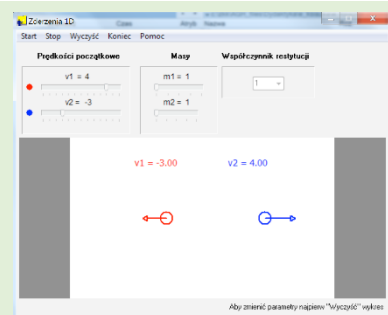 Zderzenia 1D
Start Stop Wyczyść Koniec Pomoc
Prędkości początkowe Masy Współczynnik restytucji
v1 = 4 m1 = 1
1
v2 = -3 m2 = 1
v1 = -3.00 v2 = 4.00
Aby zmienić parametry najpierw "Wyczyść" wykres